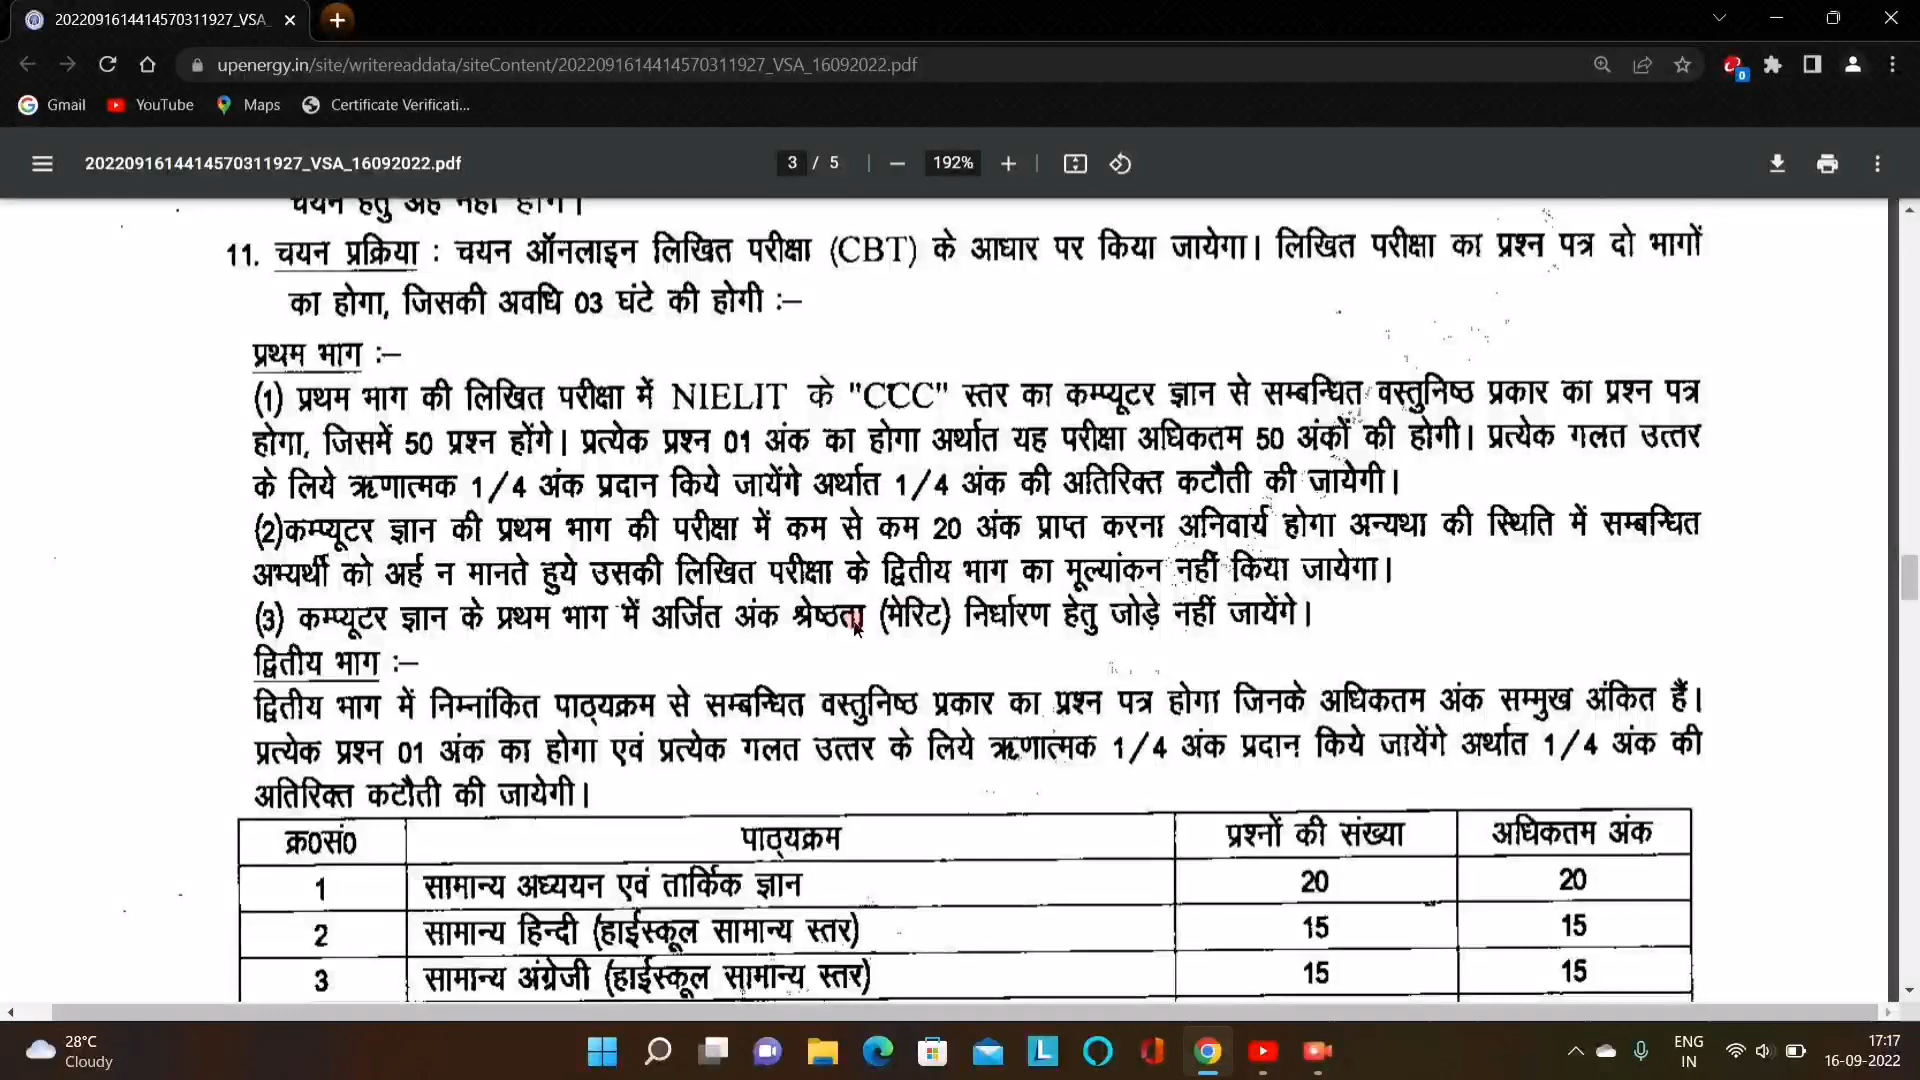 2022091614414570311927_VSA_
upenergy.in/site/writereaddata/siteContent/2022091614414570311927_VSA_16092022.pdf
0
Gmail YouTube Maps Certificate Verificati...
2022091614414570311927_VSA_16092022.pdf 3 / 5 192%
चयन हेतु अर्ह नहीं होंगे।
11. चयन प्रक्रिया : चयन ऑनलाइन लिखित परीक्षा (CBT) के आधार पर किया जायेगा। लिखित परीक्षा का प्रश्न पत्र दो भागों
का होगा, जिसकी अवधि 03 घंटे की होगी :–
प्रथम भाग :–
(1) प्रथम भाग की लिखित परीक्षा में NIELIT के "CCC" स्तर का कम्प्यूटर ज्ञान से सम्बन्धित वस्तुनिष्ठ प्रकार का प्रश्न पत्र
होगा, जिसमें 50 प्रश्न होंगे। प्रत्येक प्रश्न 01 अंक का होगा अर्थात यह परीक्षा अधिकतम 50 अंकों की होगी। प्रत्येक गलत उत्तर
के लिये ऋणात्मक 1/4 अंक प्रदान किये जायेंगे अर्थात 1/4 अंक की अतिरिक्त कटौती की जायेगी।
(2)कम्प्यूटर ज्ञान की प्रथम भाग की परीक्षा में कम से कम 20 अंक प्राप्त करना अनिवार्य होगा अन्यथा की स्थिति में सम्बन्धित
अभ्यर्थी को अर्ह न मानते हुये उसकी लिखित परीक्षा के द्वितीय भाग का मूल्यांकन नहीं किया जायेगा।
(3) कम्प्यूटर ज्ञान के प्रथम भाग में अर्जित अंक श्रेष्ठता (मेरिट) निर्धारण हेतु जोड़े नहीं जायेंगे।
द्वितीय भाग :–
द्वितीय भाग में निम्नांकित पाठ्यक्रम से सम्बन्धित वस्तुनिष्ठ प्रकार का प्रश्न पत्र होगा जिनके अधिकतम अंक सम्मुख अंकित हैं।
प्रत्येक प्रश्न 01 अंक का होगा एवं प्रत्येक गलत उत्तर के लिये ऋणात्मक 1/4 अंक प्रदान किये जायेंगे अर्थात 1/4 अंक की
अतिरिक्त कटौती की जायेगी।
क्र0सं0 पाठ्यक्रम प्रश्नों की संख्या अधिकतम अंक
1 सामान्य अध्ययन एवं तार्किक ज्ञान 20 20
2 सामान्य हिन्दी (हाईस्कूल सामान्य स्तर) 15 15
3 सामान्य अंग्रेजी (हाईस्कूल सामान्य स्तर) 15 15
28°C
Cloudy
ENG
IN
17:17
16-09-2022